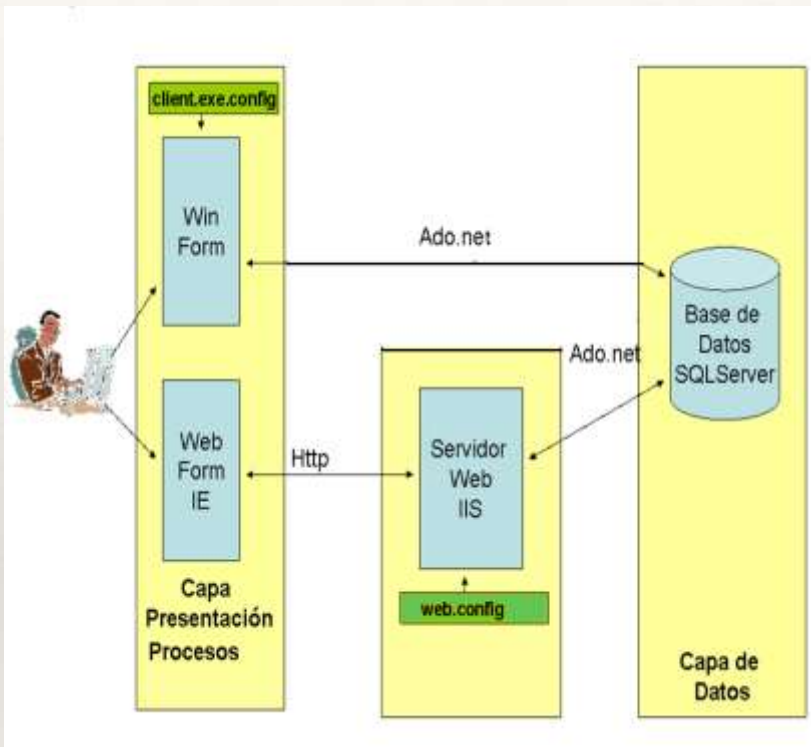 client.exe.config
Win
Form
Ado.net
Base de
Datos
SQLServer
Ado.net
Web
Form
IE
Http
Servidor
Web
IIS
web.config
Capa
Presentación
Procesos
Capa de
Datos